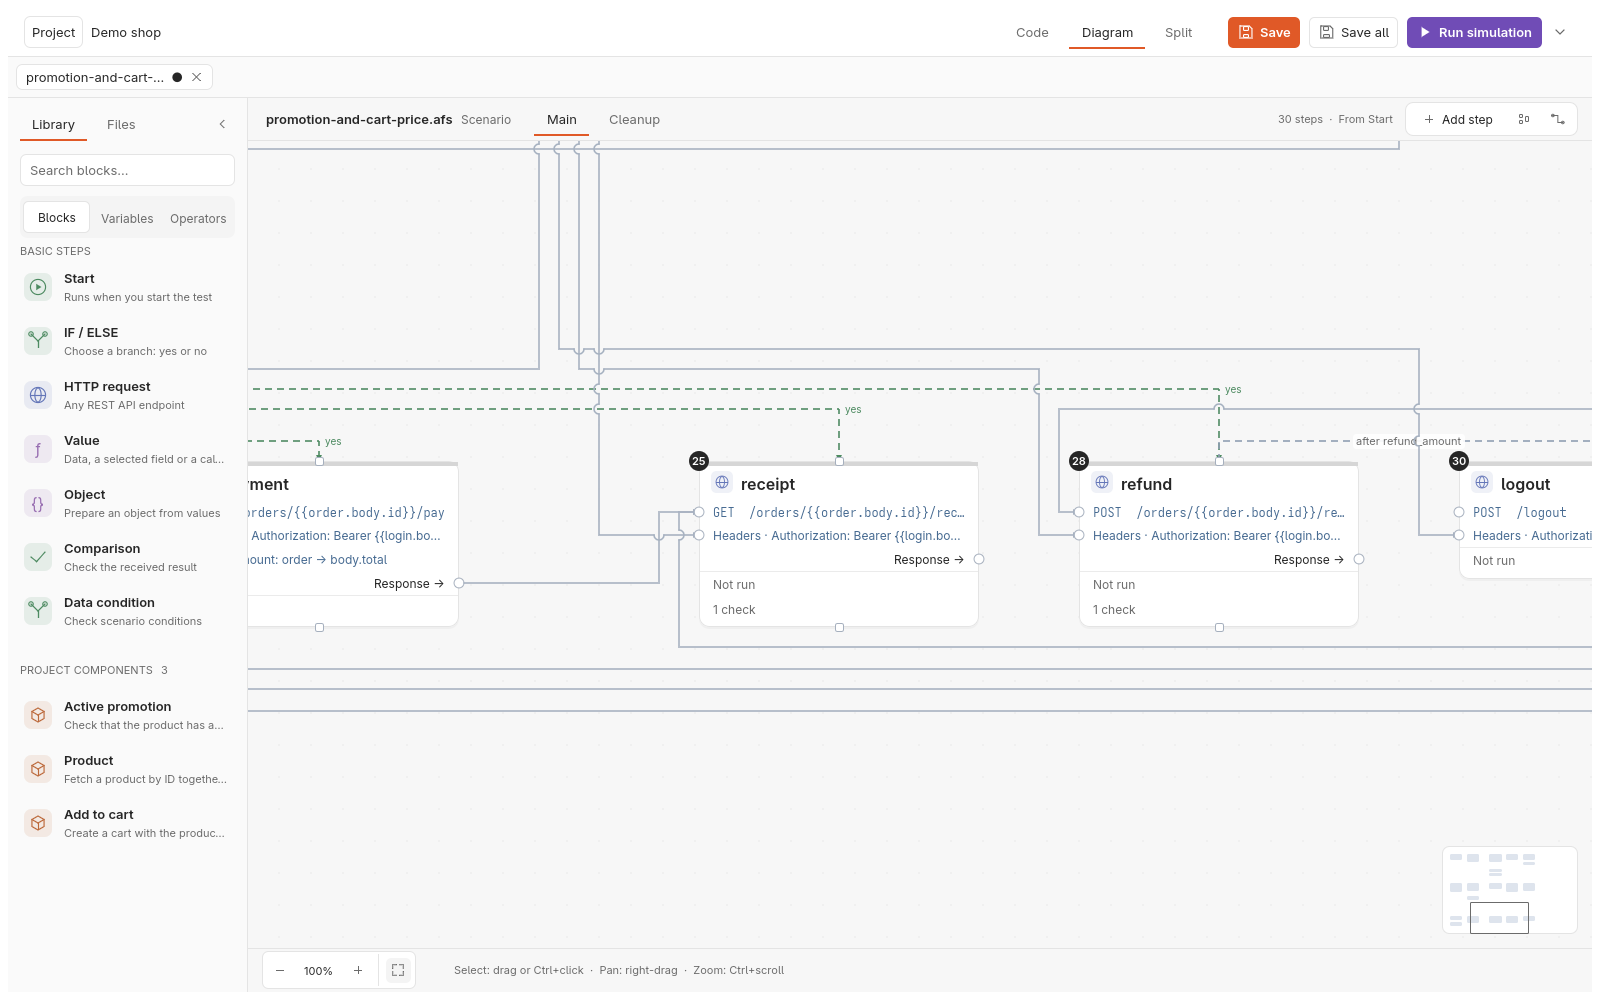 Project Demo shop
Code Diagram Split Save Save all Run simulation
promotion-and-cart-...
Library Files
Search blocks...
Blocks Variables Operators
BASIC STEPS
Start
Runs when you start the test
IF / ELSE
Choose a branch: yes or no
HTTP request
Any REST API endpoint
Value
Data, a selected field or a cal...
Object
Prepare an object from values
Comparison
Check the received result
Data condition
Check scenario conditions
PROJECT COMPONENTS 3
Active promotion
Check that the product has a...
Product
Fetch a product by ID togethe...
Add to cart
Create a cart with the produc...
promotion-and-cart-price.afs Scenario Main Cleanup
30 steps · From Start + Add step
yes
yes
yes
after refund_amount
ment
orders/{{order.body.id}}/pay
Authorization: Bearer {{login.bo...
ount: order → body.total
Response →
25
receipt
GET /orders/{{order.body.id}}/rec...
Headers · Authorization: Bearer {{login.bo...
Response →
Not run
1 check
28
refund
POST /orders/{{order.body.id}}/re...
Headers · Authorization: Bearer {{login.bo...
Response →
Not run
1 check
30
logout
POST /logout
Headers · Authorizati
Not run
− 100% +
Select: drag or Ctrl+click · Pan: right-drag · Zoom: Ctrl+scroll